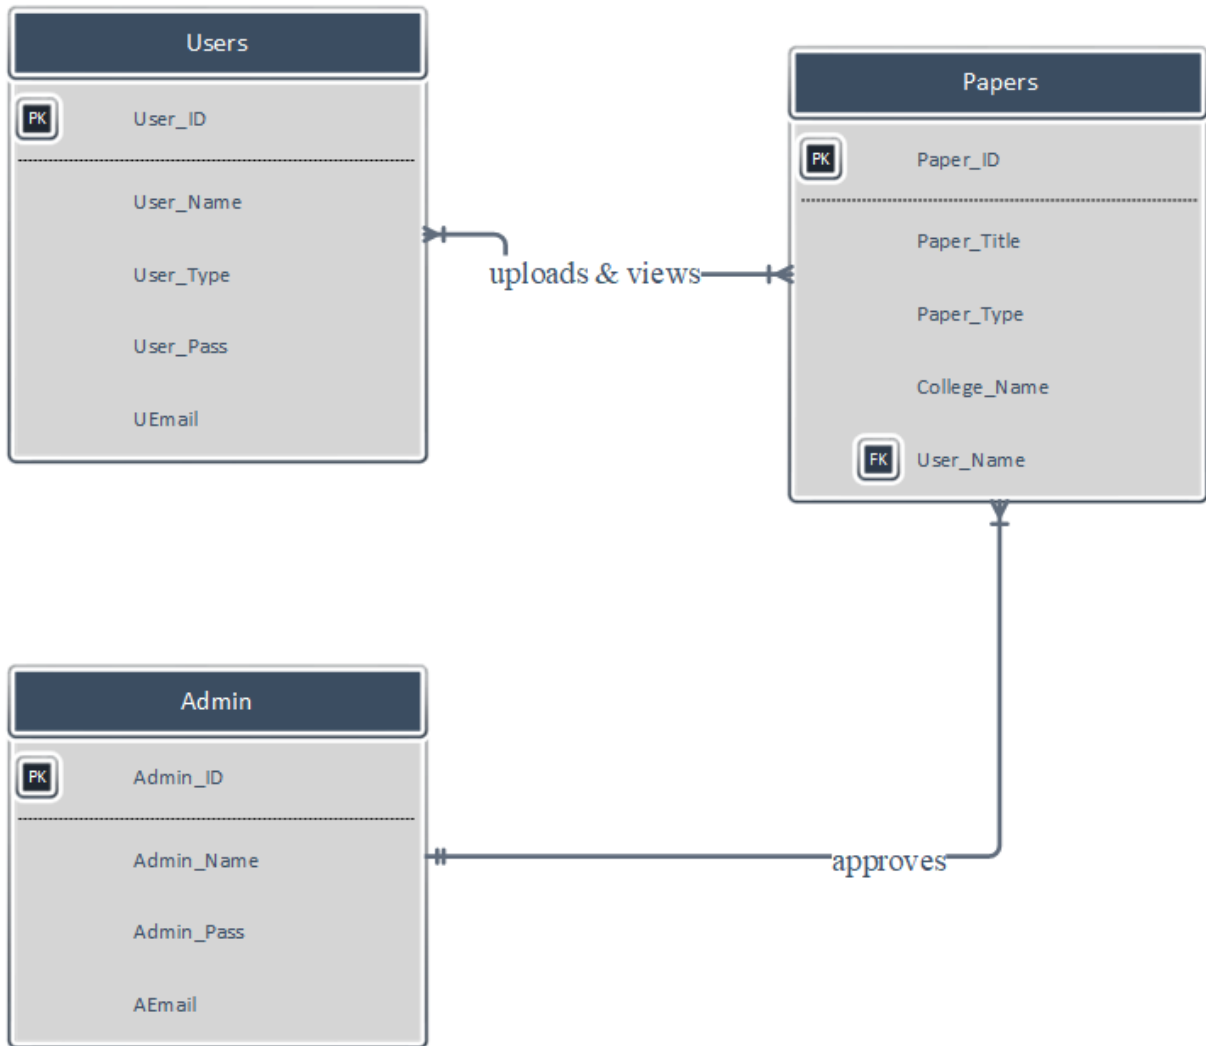 Users
PK User_ID
User_Name
User_Type
User_Pass
UEmail
uploads & views
Papers
PK Paper_ID
Paper_Title
Paper_Type
College_Name
FK User_Name
Admin
PK Admin_ID
Admin_Name
Admin_Pass
AEmail
approves